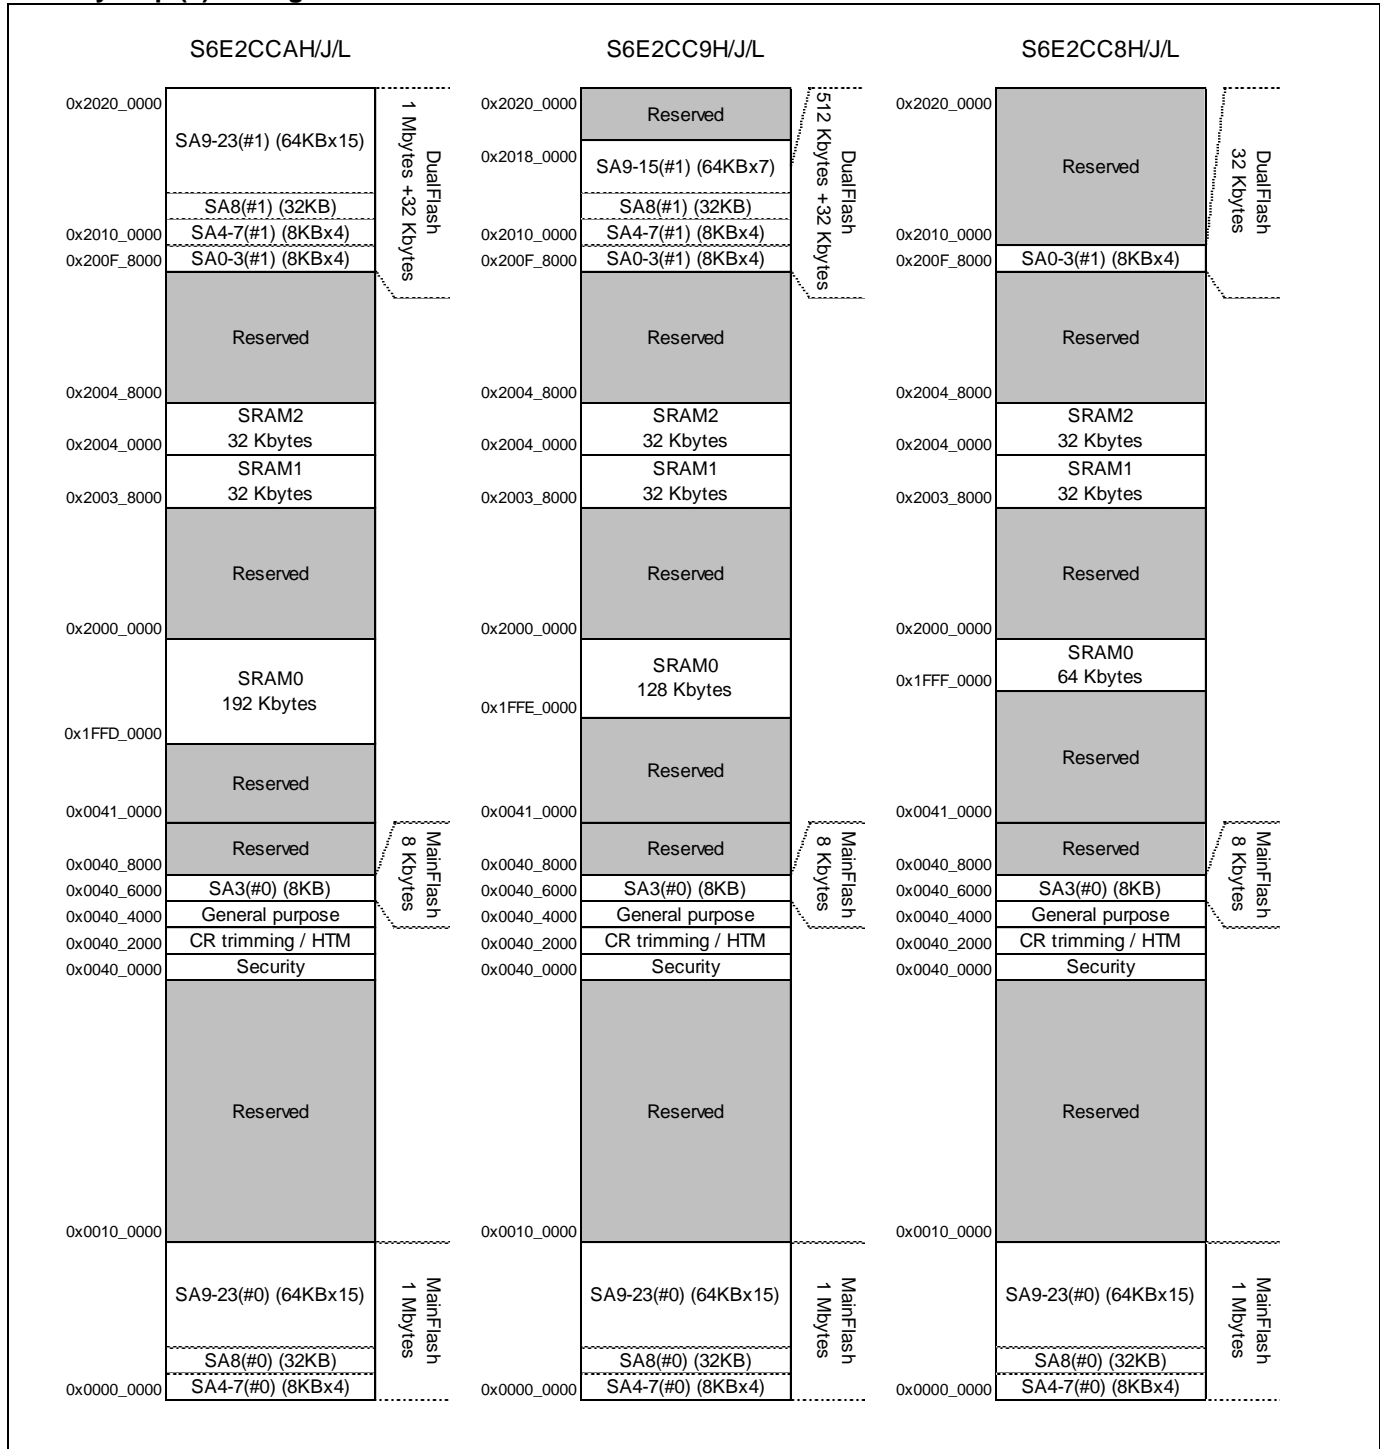 S6E2CCAH/J/L
0x2020_0000
SA9-23(#1) (64KBx15)
SA8(#1) (32KB)
0x2010_0000
SA4-7(#1) (8KBx4)
0x200F_8000
SA0-3(#1) (8KBx4)
DualFlash
1 Mbytes +32 Kbytes
Reserved
0x2004_8000
SRAM2
32 Kbytes
0x2004_0000
SRAM1
32 Kbytes
0x2003_8000
Reserved
0x2000_0000
SRAM0
192 Kbytes
0x1FFD_0000
Reserved
0x0041_0000
Reserved
0x0040_8000
SA3(#0) (8KB)
0x0040_6000
MainFlash
8 Kbytes
General purpose
0x0040_4000
CR trimming / HTM
0x0040_2000
Security
0x0040_0000
Reserved
0x0010_0000
SA9-23(#0) (64KBx15)
SA8(#0) (32KB)
SA4-7(#0) (8KBx4)
0x0000_0000
MainFlash
1 Mbytes
S6E2CC9H/J/L
0x2020_0000
Reserved
0x2018_0000
SA9-15(#1) (64KBx7)
SA8(#1) (32KB)
0x2010_0000
SA4-7(#1) (8KBx4)
0x200F_8000
SA0-3(#1) (8KBx4)
DualFlash
512 Kbytes +32 Kbytes
Reserved
0x2004_8000
SRAM2
32 Kbytes
0x2004_0000
SRAM1
32 Kbytes
0x2003_8000
Reserved
0x2000_0000
SRAM0
128 Kbytes
0x1FFE_0000
Reserved
0x0041_0000
Reserved
0x0040_8000
SA3(#0) (8KB)
0x0040_6000
MainFlash
8 Kbytes
General purpose
0x0040_4000
CR trimming / HTM
0x0040_2000
Security
0x0040_0000
Reserved
0x0010_0000
SA9-23(#0) (64KBx15)
SA8(#0) (32KB)
SA4-7(#0) (8KBx4)
0x0000_0000
MainFlash
1 Mbytes
S6E2CC8H/J/L
0x2020_0000
Reserved
0x2010_0000
0x200F_8000
SA0-3(#1) (8KBx4)
DualFlash
32 Kbytes
Reserved
0x2004_8000
SRAM2
32 Kbytes
0x2004_0000
SRAM1
32 Kbytes
0x2003_8000
Reserved
0x2000_0000
SRAM0
64 Kbytes
0x1FFF_0000
Reserved
0x0041_0000
Reserved
0x0040_8000
SA3(#0) (8KB)
0x0040_6000
MainFlash
8 Kbytes
General purpose
0x0040_4000
CR trimming / HTM
0x0040_2000
Security
0x0040_0000
Reserved
0x0010_0000
SA9-23(#0) (64KBx15)
SA8(#0) (32KB)
SA4-7(#0) (8KBx4)
0x0000_0000
MainFlash
1 Mbytes